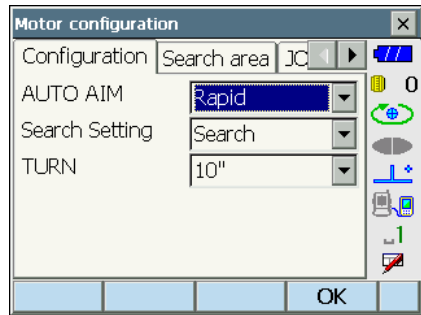 Motor configuration
Configuration Search area JC
0
AUTO AIM Rapid
Search Setting Search
TURN 10"
1
OK